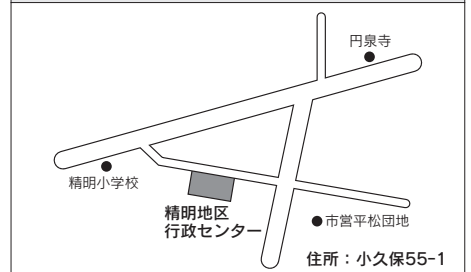 円泉寺
精明小学校
精明地区
行政センター
市営平松団地
住所：小久保55-1